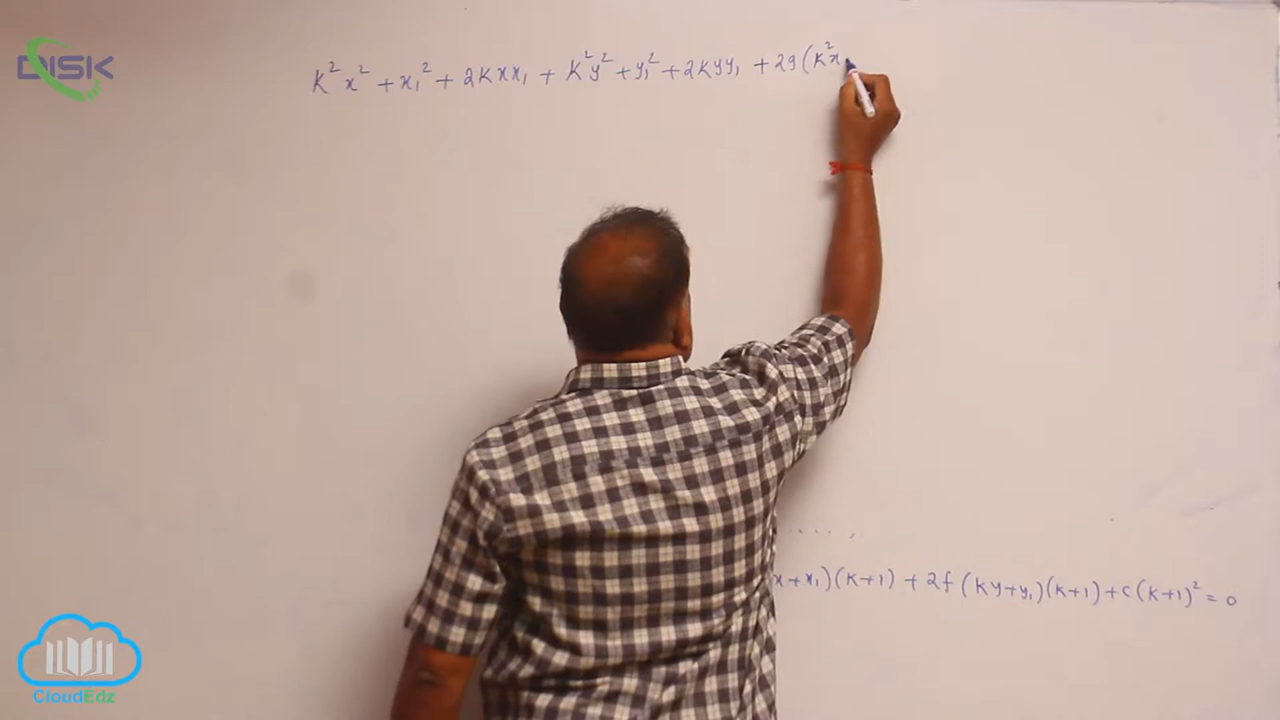 DISK
K²x² + x₁² + 2Kxx₁ + K²y² + y₁² + 2Kyy₁ + 2g(K²x
x+x₁)(K+1) + 2f(Ky+y₁)(K+1)+c(K+1)² = 0
CloudEdz